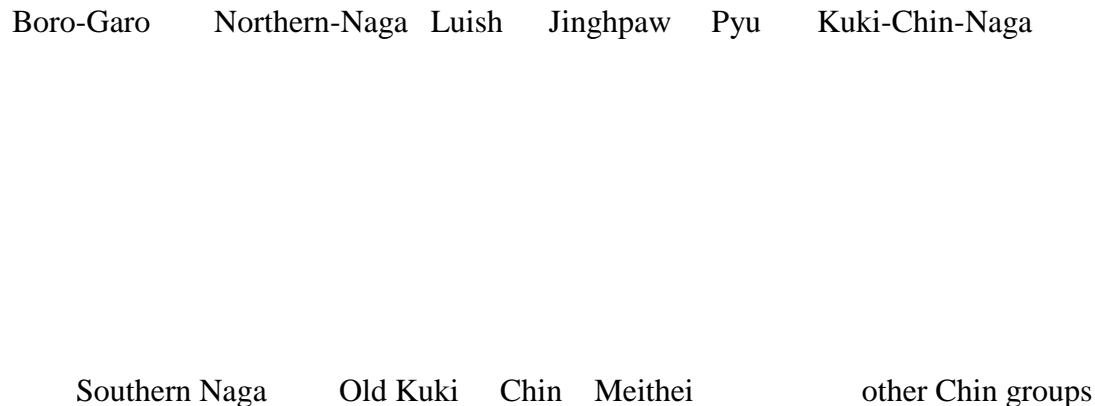 Boro-Garo Northern-Naga Luish Jinghpaw Pyu Kuki-Chin-Naga
Southern Naga Old Kuki Chin Meithei other Chin groups